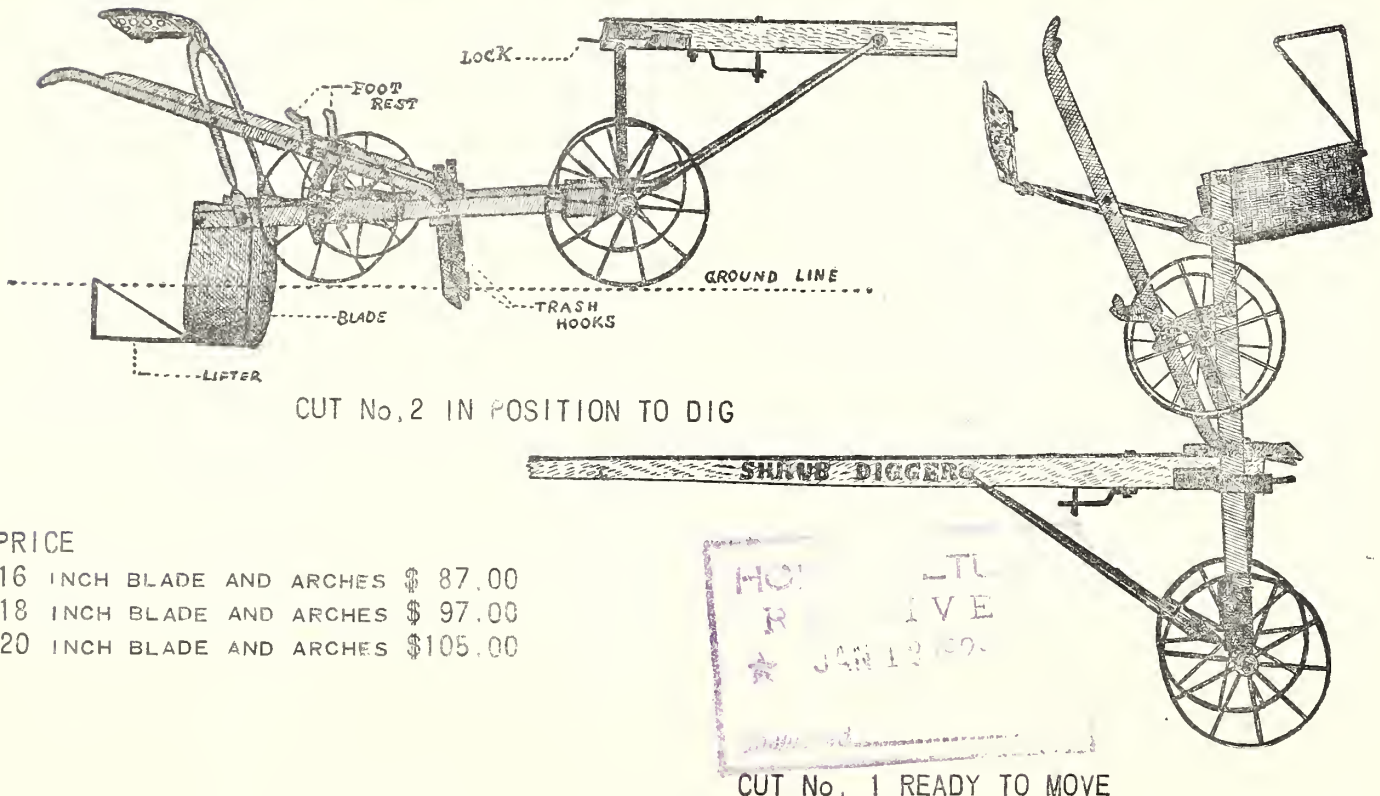 LOCK
FOOT
REST
GROUND LINE
TRASH
HOOKS
BLADE
LIFTER
CUT No. 2 IN POSITION TO DIG
SHRUB DIGGER
PRICE
16 INCH BLADE AND ARCHES $ 87.00
18 INCH BLADE AND ARCHES $ 97.00
20 INCH BLADE AND ARCHES $105.00
JAN
CUT No. 1 READY TO MOVE